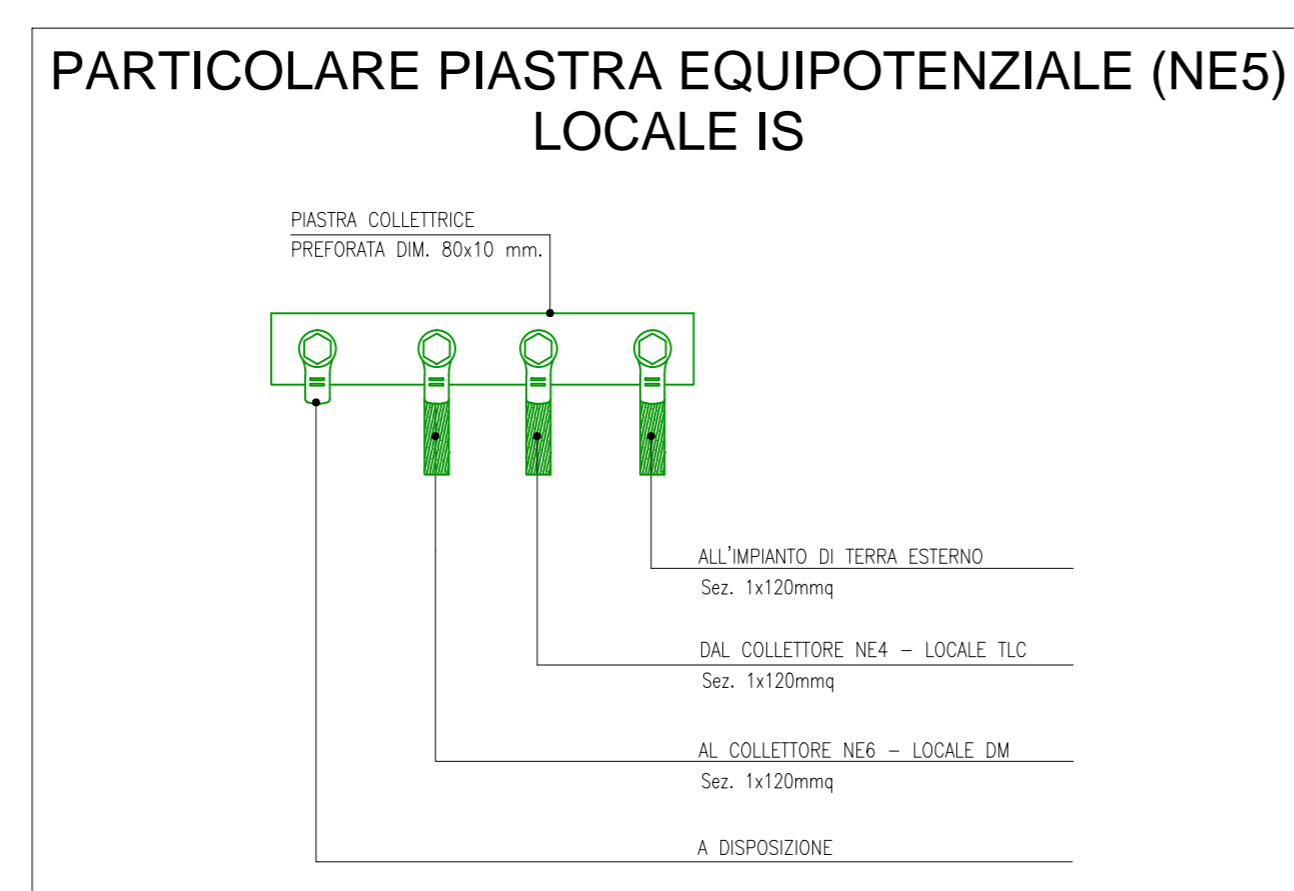 PARTICOLARE PIASTRA EQUIPOTENZIALE (NE5)
LOCALE IS
PIASTRA COLLETTRICE
PREFORATA DIM. 80x10 mm.
ALL'IMPIANTO DI TERRA ESTERNO
Sez. 1x120mmq
DAL COLLETTORE NE4 – LOCALE TLC
Sez. 1x120mmq
AL COLLETTORE NE6 – LOCALE DM
Sez. 1x120mmq
A DISPOSIZIONE